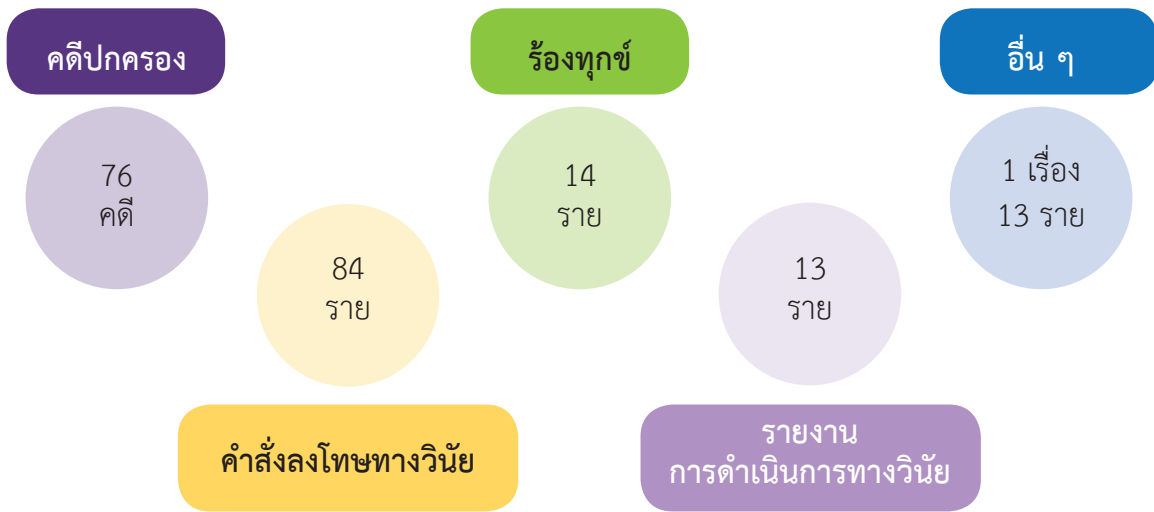 คดีปกครอง
76
คดี
84
ราย
คำสั่งลงโทษทางวินัย
ร้องทุกข์
14
ราย
13
ราย
รายงาน
การดำเนินการทางวินัย
อื่น ๆ
1 เรื่อง
13 ราย